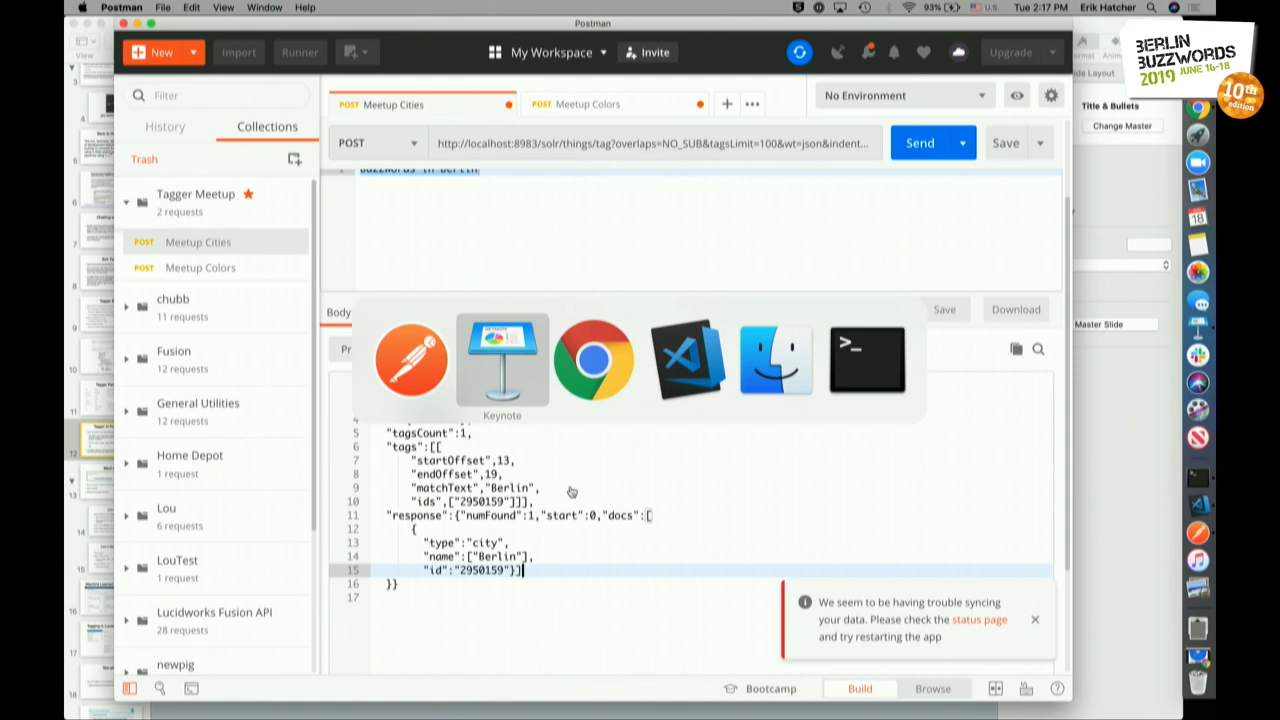 Postman File Edit View Window Help
93% U.S. Tue 2:17 PM Erik Hatcher
Postman
BERLIN
BUZZWORDS
2019 JUNE 16-18
10th
edition
New Import Runner My Workspace Invite Upgrade
View
Filter
POST Meetup Cities
POST Meetup Colors
No Environment
Title & Bullets
Change Master
History Collections
POST http://localhost:8983/solr/things/tag?overlaps=NO_SUB&tagsLimit=100&wt=json&indent...
Send Save
Trash
Tagger Meetup
2 requests
POST Meetup Cities
POST Meetup Colors
chubb
11 requests
Fusion
12 requests
General Utilities
12 requests
Home Depot
1 request
Lou
6 requests
LouTest
1 request
Lucidworks Fusion API
28 requests
newpig
buzzwords in Berlin
Body
Save Download
Master Slide
Keynote
4
5 "tagsCount":1,
6 "tags":[[
7 "startOffset",13,
8 "endOffset",19,
9 "matchText","Berlin",
10 "ids",["2950159"]]],
11 "response":{"numFound":1,"start":0,"docs":[
12 {
13 "type":"city",
14 "name":["Berlin"],
15 "id":"2950159"}]
16 }}
17
We seem to be having trouble syncing
your data. Please check the status page
and try restarting the app
Bootcamp Build Browse